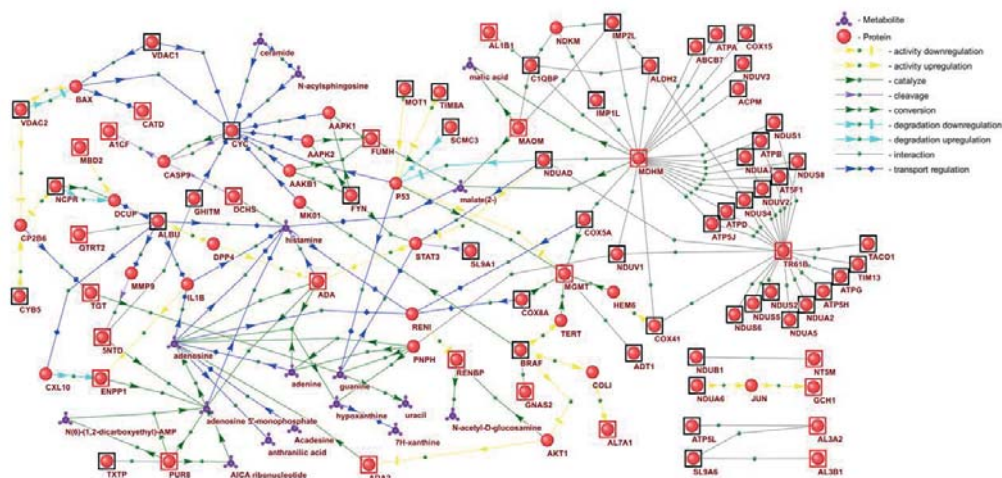 ceramide
N-acylsphingosine
VDAC1
BAX
VDAC2
CATD
A1CF
MBD2
CASP9
CYC
AAPK1
AAPK2
AAKB1
FUMH
FYN
MK01
MOT1
TIM8A
SCMC3
P53
NCPR
DCUP
GHITM
DCHS
CP2B6
QTRT2
ALBU
DPP4
histamine
CYB5
TGT
MMP9
IL1B
ADA
STAT3
SL9A1
malate(2-)
NDUAD
COX5A
NDUV1
MGMT
HEM6
COX8A
TERT
COX41
ADT1
RENI
PNPH
5NTD
adenosine
CXL10
ENPP1
adenine
guanine
hypoxanthine
uracil
7H-xanthine
RENBP
N-acetyl-D-glucosamine
BRAF
GNAS2
COLI
AL7A1
AKT1
adenosine 5'-monophosphate
N(6)-(1,2-dicarboxyethyl)-AMP
Acadesine
anthranilic acid
AICA ribonucleotide
TXTP
PUR8
malic acid
AL1B1
NDKM
IMP2L
C1QBP
ALDH2
IMP1L
MAOM
MDHM
ABCB7
ATPA
COX15
NDUV3
ACPM
NDUS1
ATPB
NDUS8
AT5F1
NDUV2
NDUS4
ATPD
ATP5J
TACO1
TIM13
ATPG
ATP5H
NDUA2
NDUA5
NDUS2
NDUS5
NDUS6
NDUB1
NT5M
NDUA6
JUN
GCH1
ATP5L
AL3A2
SL9A6
AL3B1
- Metabolite
- Protein
- activity downregulation
- activity upregulation
- catalyze
- cleavage
- conversion
- degradation downregulation
- degradation upregulation
- interaction
- transport regulation